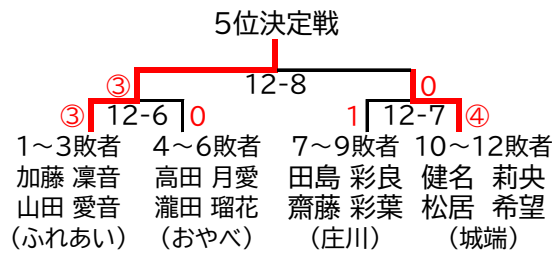 5位決定戦
③ 12-8 0
③ 12-6 0 1 12-7 ④
1～3敗者 4～6敗者 7～9敗者 10～12敗者
加藤 凜音 高田 月愛 田島 彩良 健名 莉央
山田 愛音 瀧田 瑠花 齋藤 彩葉 松居 希望
（ふれあい） （おやべ） （庄川） （城端）